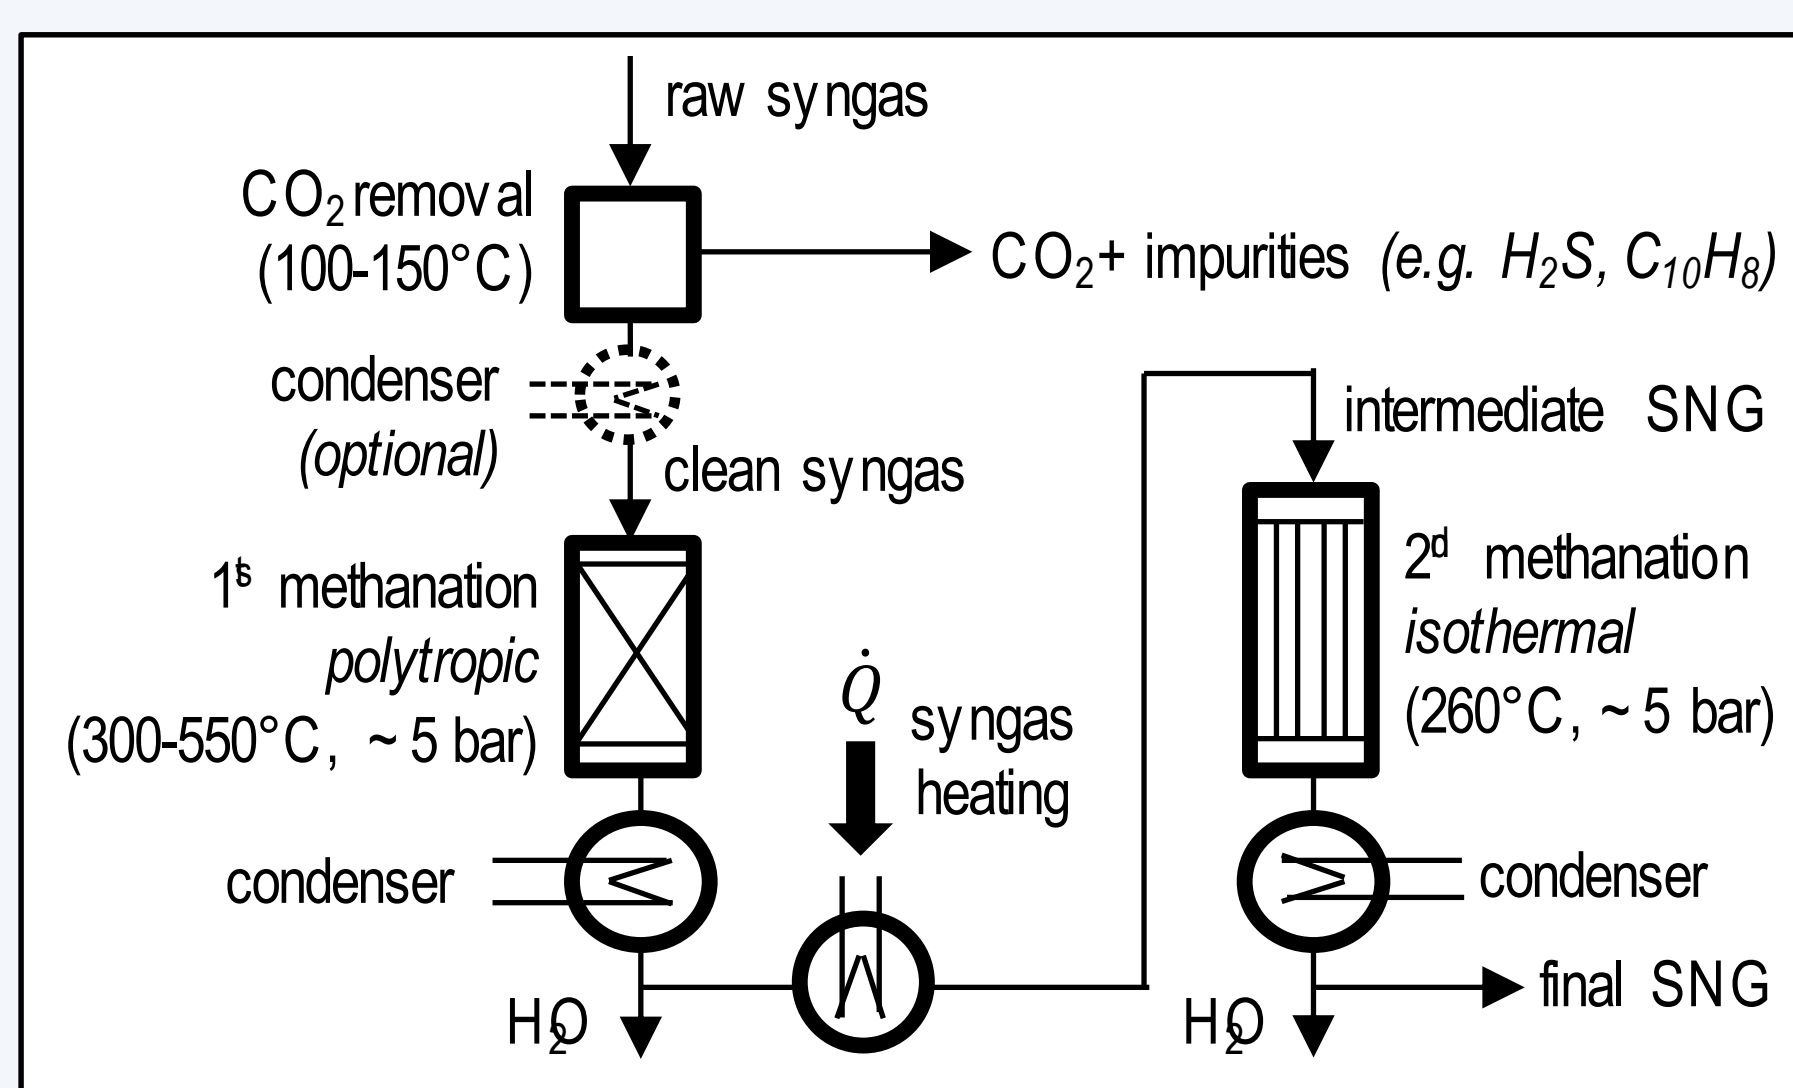 raw syngas
CO2 removal
(100-150°C)
CO2+ impurities (e.g. H2S, C10H8)
condenser
(optional)
clean syngas
intermediate SNG
1st methanation
polytropic
(300-550°C, ~ 5 bar)
Q̇
syngas
heating
2d methanation
isothermal
(260°C, ~ 5 bar)
condenser
condenser
H2O
H2O
final SNG